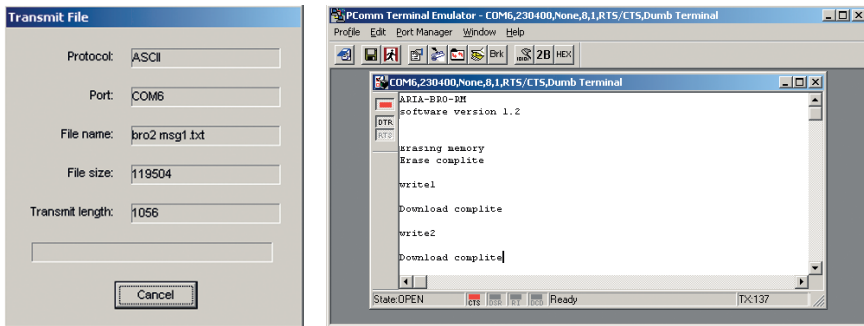 Transmit File
Protocol: ASCII
Port: COM6
File name: bro2 msg1.txt
File size: 119504
Transmit length: 1056
Cancel
PComm Terminal Emulator - COM6,230400,None,8,1,RTS/CTS,Dumb Terminal
Profile Edit Port Manager Window Help
Brk 2B HEX
COM6,230400,None,8,1,RTS/CTS,Dumb Terminal
DTR
RTS
ARIA-BRO-RM
software version 1.2
Erasing memory
Erase complite
write1
Download complite
write2
Download complite
State:OPEN CTS DSR RI DCD Ready TX:137